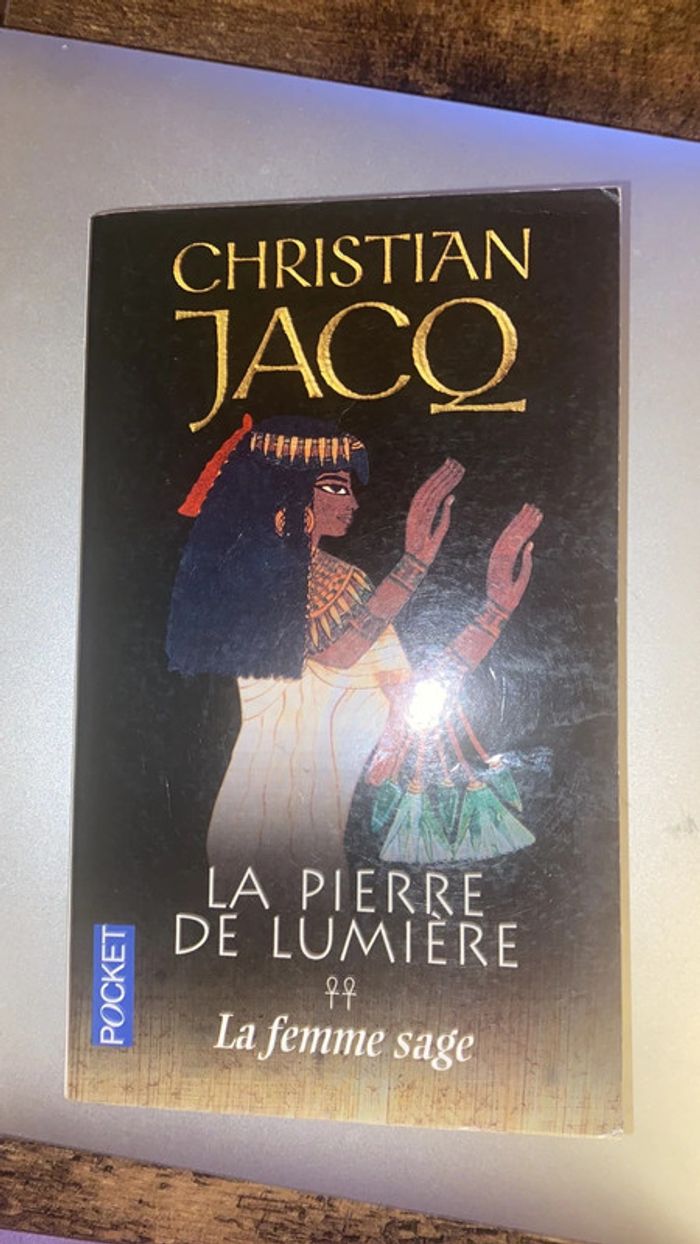 CHRISTIAN
JACQ
LA PIERRE
DE LUMIÈRE
La femme sage
POCKET